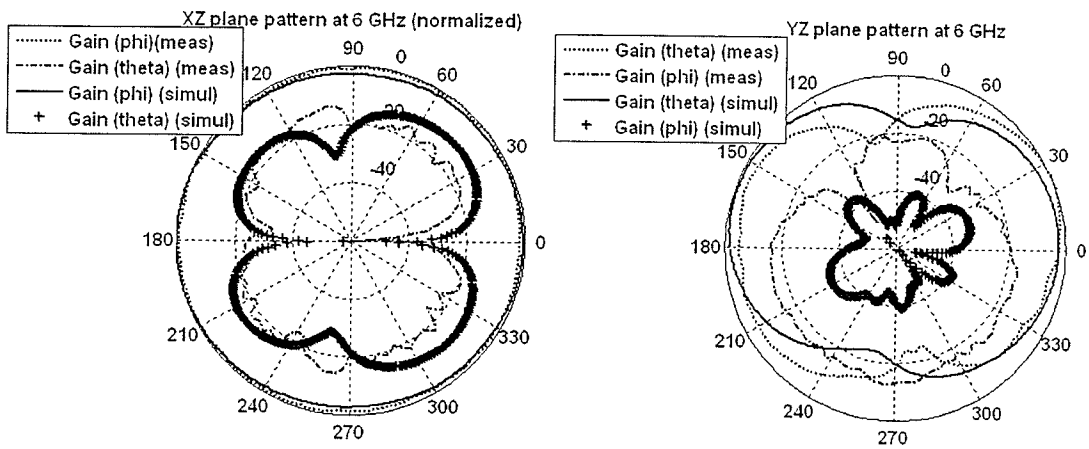 XZ plane pattern at 6 GHz (normalized)
Gain (phi)(meas)
Gain (theta) (meas)
Gain (phi) (simul)
Gain (theta) (simul)
90
0
120
60
-20
150
30
-40
180
0
210
330
240
300
270
YZ plane pattern at 6 GHz
Gain (theta) (meas)
Gain (phi) (meas)
Gain (theta) (simul)
Gain (phi) (simul)
90
0
60
-20
150
30
-40
180
0
210
330
240
300
270